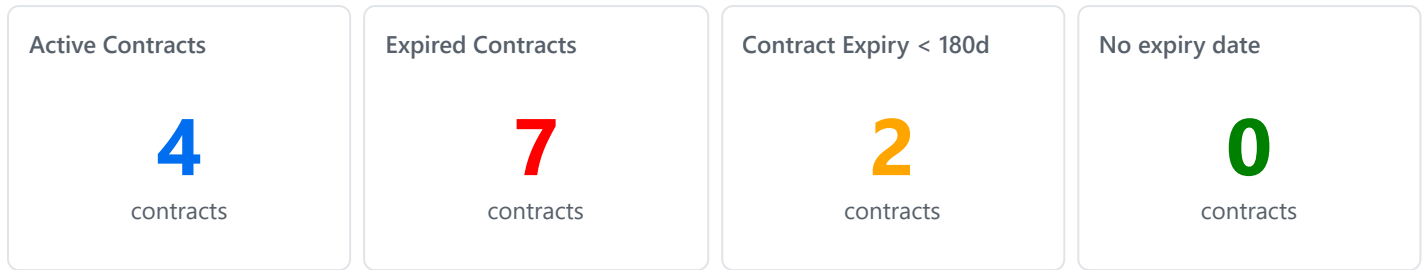 Active Contracts
4
contracts
Expired Contracts
7
contracts
Contract Expiry < 180d
2
contracts
No expiry date
0
contracts